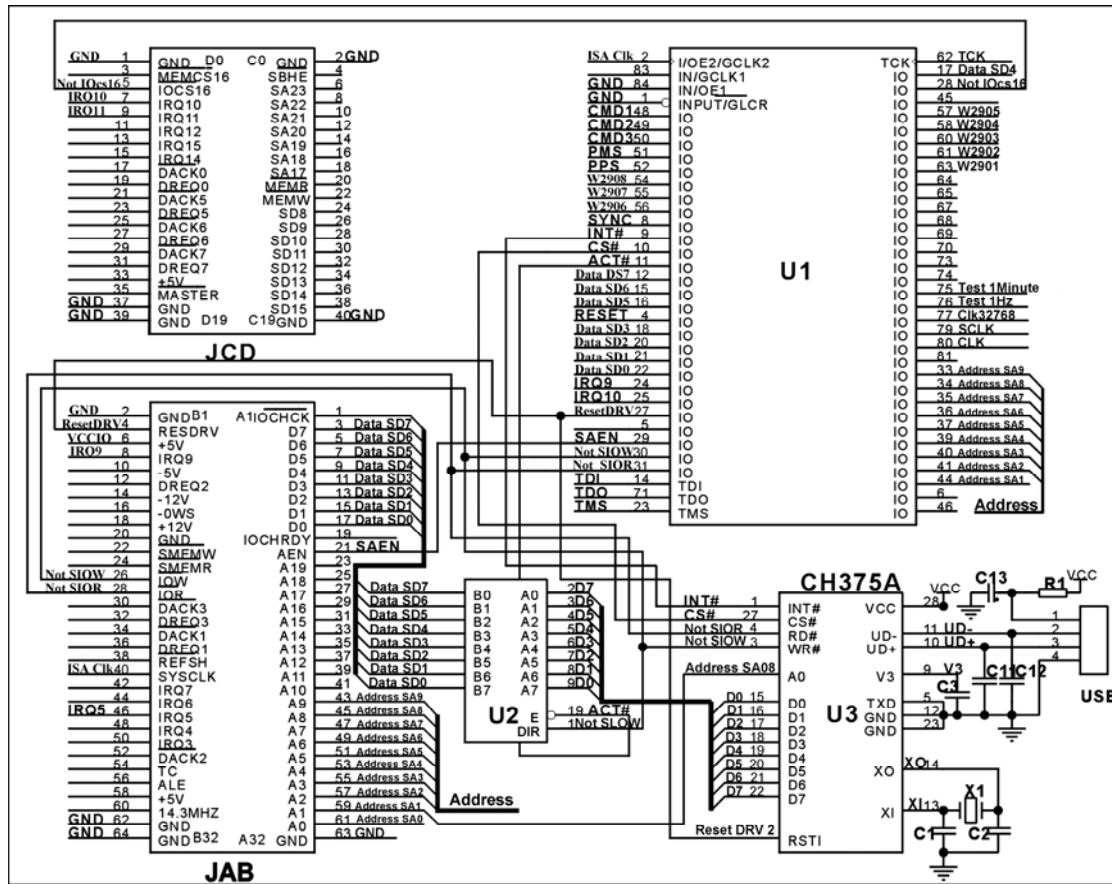 GND 1 GND D0 C0 GND 2 GND
3 MEMCS16 SBHE 4
Not IOcs16 5 IOCS16 SA23 6
IRQ10 7 IRQ10 SA22 8
IRQ11 9 IRQ11 SA21 10
11 IRQ12 SA20 12
13 IRQ15 SA19 14
15 IRQ14 SA18 16
17 DACK0 SA17 18
19 DREQ0 MEMR 20
21 DACK5 MEMW 22
23 DREQ5 SD8 24
25 DACK6 SD9 26
27 DREQ6 SD10 28
29 DACK7 SD11 30
31 DREQ7 SD12 32
33 +5V SD13 34
35 MASTER SD14 36
GND 37 GND SD15 38
GND 39 GND D19 C19 GND 40 GND
JCD
ISA Clk 2 I/OE2/GCLK2 TCK 62 TCK
83 IN/GCLK1 IO 17 Data SD4
GND 84 IN/OE1 IO 28 Not IOcs16
GND 1 INPUT/GLCR IO 45
CMD1 48 IO IO 57 W2905
CMD2 49 IO IO 58 W2904
CMD3 50 IO IO 60 W2903
PMS 51 IO IO 61 W2902
PPS 52 IO IO 63 W2901
W2908 54 IO IO 64
W2907 55 IO IO 65
W2906 56 IO IO 67
SYNC 8 IO IO 68
INT# 9 IO IO 69
CS# 10 IO IO 70
ACT# 11 IO IO 73
Data DS7 12 IO IO 74
Data SD6 15 IO IO 75 Test 1Minute
Data SD5 16 IO IO 76 Test 1Hz
RESET 4 IO IO 77 Clk32768
Data SD3 18 IO IO 79 SCLK
Data SD2 20 IO IO 80 CLK
Data SD1 21 IO IO 81
Data SD0 22 IO IO 33 Address SA9
IRQ9 24 IO IO 34 Address SA8
IRQ10 25 IO IO 35 Address SA7
ResetDRV 27 IO IO 36 Address SA6
5 IO IO 37 Address SA5
SAEN 29 IO IO 39 Address SA4
Not SIOW 30 IO IO 40 Address SA3
Not SIOR 31 IO IO 41 Address SA2
TDI 14 TDI IO 44 Address SA1
TDO 71 TDO IO 6
TMS 23 TMS IO 46
Address
U1
GND 2 GND B1 A1 IOCHCK 1
ResetDRV 4 RESDRV D7 3 Data SD7
VCCIO 6 +5V D6 5 Data SD6
IRQ9 8 IRQ9 D5 7 Data SD5
10 -5V D4 9 Data SD4
12 DREQ2 D3 11 Data SD3
14 -12V D2 13 Data SD2
16 -0WS D1 15 Data SD1
18 +12V D0 17 Data SD0
20 GND IOCHRDY 19
22 SMEMW AEN 21 SAEN
24 SMEMR A19 23
Not SIOW 26 IOW A18 25
Not SIOR 28 IOR A17 27
30 DACK3 A16 29
32 DREQ3 A15 31
34 DACK1 A14 33
36 DREQ1 A13 35
38 REFSH A12 37
ISA Clk 40 SYSCLK A11 39
42 IRQ7 A10 41
44 IRQ6 A9 43 Address SA9
IRQ5 46 IRQ5 A8 45 Address SA8
48 IRQ4 A7 47 Address SA7
50 IRQ3 A6 49 Address SA6
52 DACK2 A5 51 Address SA5
54 TC A4 53 Address SA4
56 ALE A3 55 Address SA3
58 +5V A2 57 Address SA2
60 14.3MHZ A1 59 Address SA1
GND 62 GND A0 61 Address SA0
GND 64 GND B32 A32 GND 63 GND
Address
JAB
Data SD7 B0 A0 2 D7
Data SD6 B1 A1 3 D6
Data SD5 B2 A2 4 D5
Data SD4 B3 A3 5 D4
Data SD3 B4 A4 6 D3
Data SD2 B5 A5 7 D2
Data SD1 B6 A6 8 D1
Data SD0 B7 A7 9 D0
U2
E 19 ACT#
DIR 1 Not SLOW
CH375A
INT# 1 INT# VCC 28 VCC
CS# 27 CS#
Not SIOR 4 RD# UD- 11 UD-
Not SIOW 3 WR# UD+ 10 UD+
Address SA08 A0 V3 9 V3
D0 15 D0 TXD 5
D1 16 D1 GND 12
D2 17 D2 GND 23
D3 18 D3
D4 19 D4
D5 20 D5
D6 21 D6 XO XO 14
D7 22 D7 XI XI 13
Reset DRV 2 RSTI
U3
C13
R1
VCC
1
2
3
4
USB
C3
C11
C12
X1
C1
C2